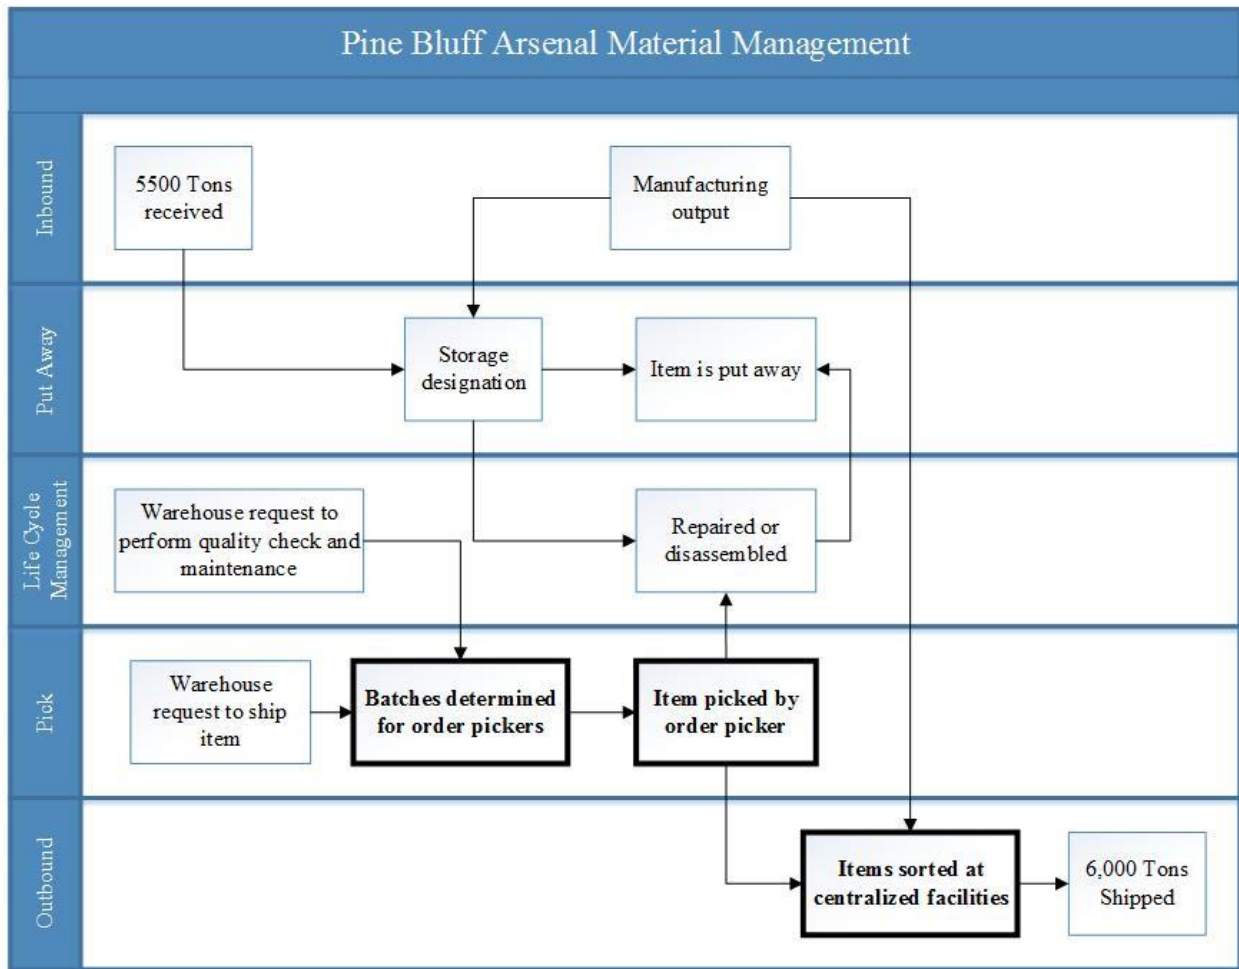 Pine Bluff Arsenal Material Management
Inbound
5500 Tons
received
Manufacturing
output
Put Away
Storage
designation
Item is put away
Life Cycle
Management
Warehouse request to
perform quality check and
maintenance
Repaired or
disassembled
Pick
Warehouse
request to ship
item
Batches determined
for order pickers
Item picked by
order picker
Outbound
Items sorted at
centralized facilities
6,000 Tons
Shipped